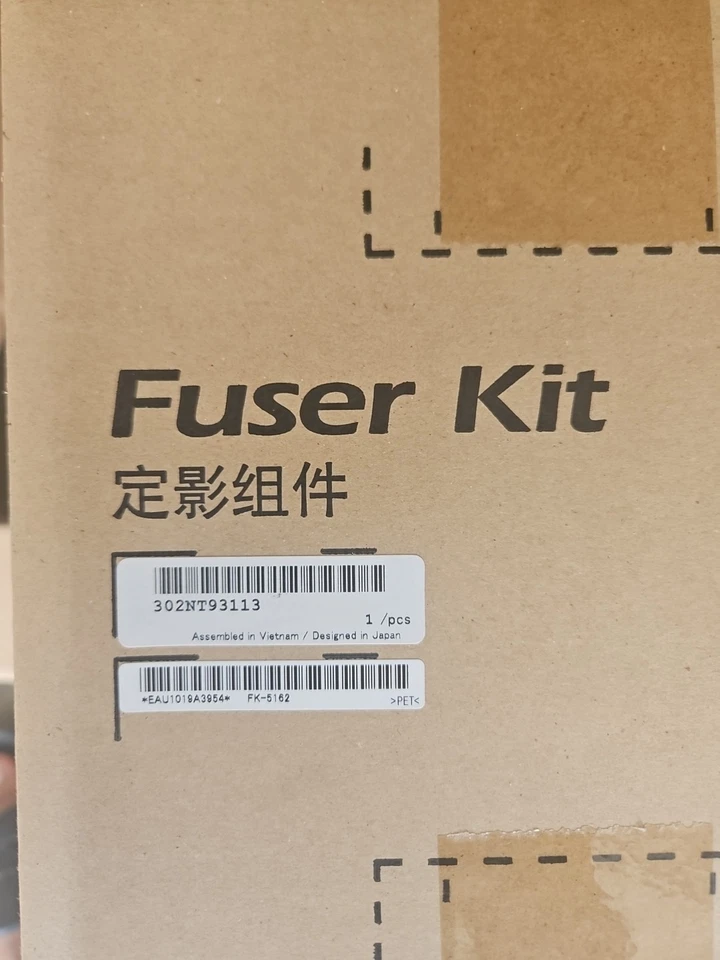 Fuser Kit
定影组件
302NT93113
1 /pcs
Assembled in Vietnam / Designed in Japan
*EAU1019A3954* FK-5162 >PET<